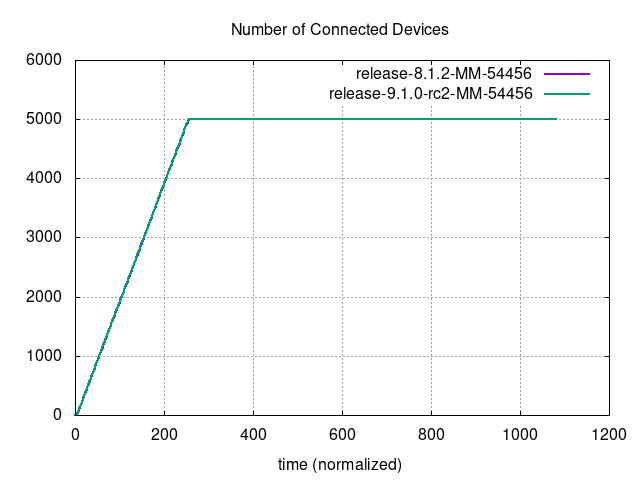 Number of Connected Devices
6000
5000
4000
3000
2000
1000
0
release-8.1.2-MM-54456
release-9.1.0-rc2-MM-54456
0 200 400 600 800 1000 1200
time (normalized)